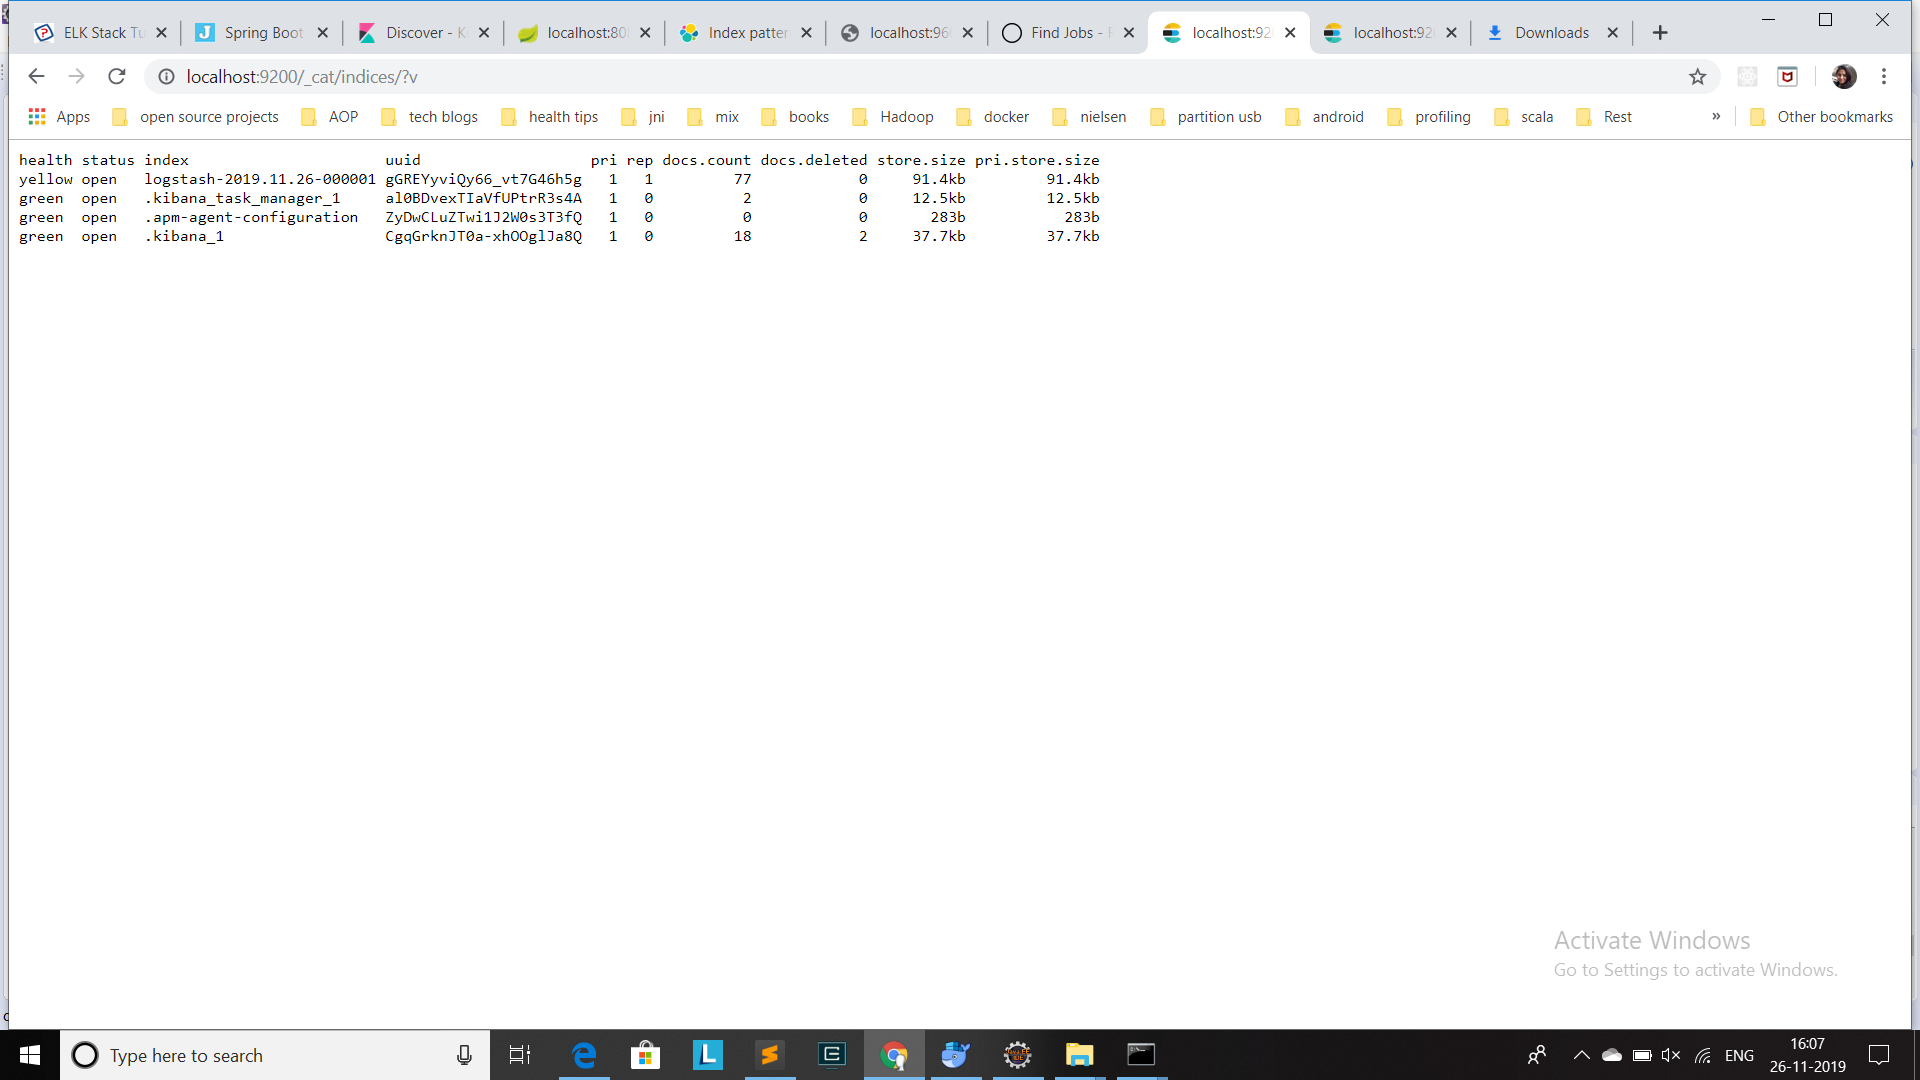 ELK Stack Tu
Spring Boot
Discover - K
localhost:80
Index patter
localhost:96
Find Jobs - F
localhost:92
localhost:920
Downloads
localhost:9200/_cat/indices/?v
Apps open source projects AOP tech blogs health tips jni mix books Hadoop docker nielsen partition usb android profiling scala Rest » Other bookmarks
health status index uuid pri rep docs.count docs.deleted store.size pri.store.size
yellow open logstash-2019.11.26-000001 gGREYyviQy66_vt7G46h5g 1 1 77 0 91.4kb 91.4kb
green open .kibana_task_manager_1 al0BDvexTIaVfUPtrR3s4A 1 0 2 0 12.5kb 12.5kb
green open .apm-agent-configuration ZyDwCLuZTwi1J2W0s3T3fQ 1 0 0 0 283b 283b
green open .kibana_1 CgqGrknJT0a-xhOOglJa8Q 1 0 18 2 37.7kb 37.7kb
Activate Windows
Go to Settings to activate Windows.
Type here to search
ENG
16:07
26-11-2019